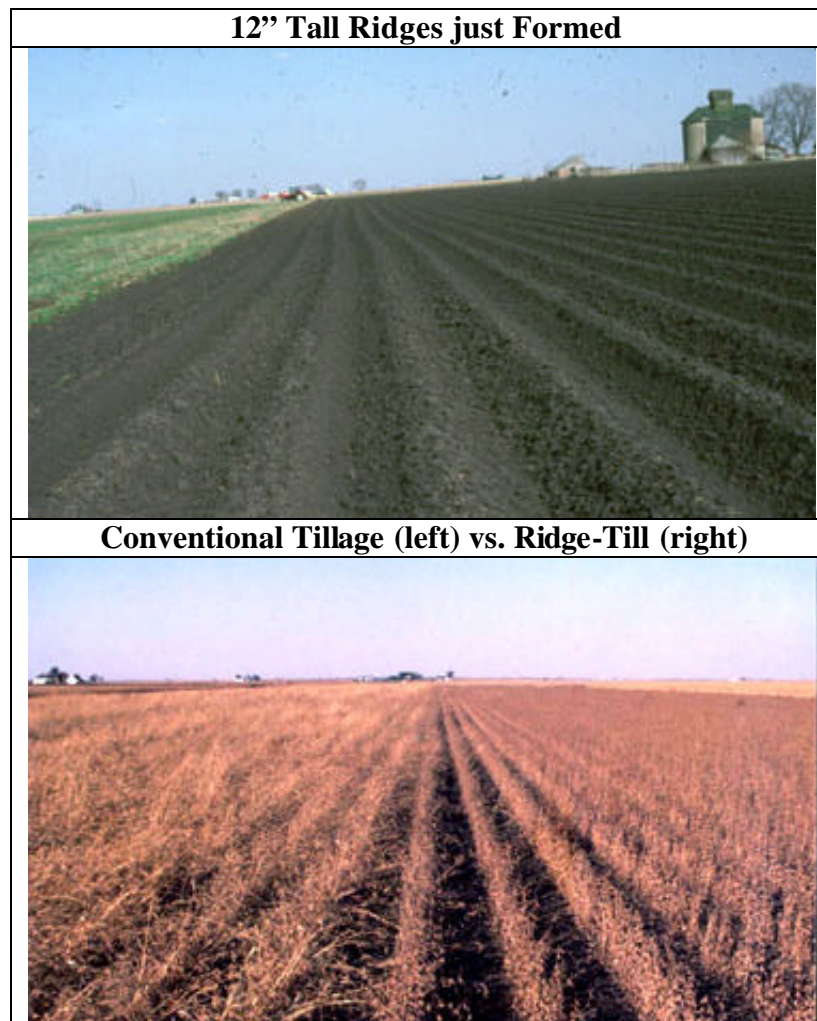 12” Tall Ridges just Formed
Conventional Tillage (left) vs. Ridge-Till (right)